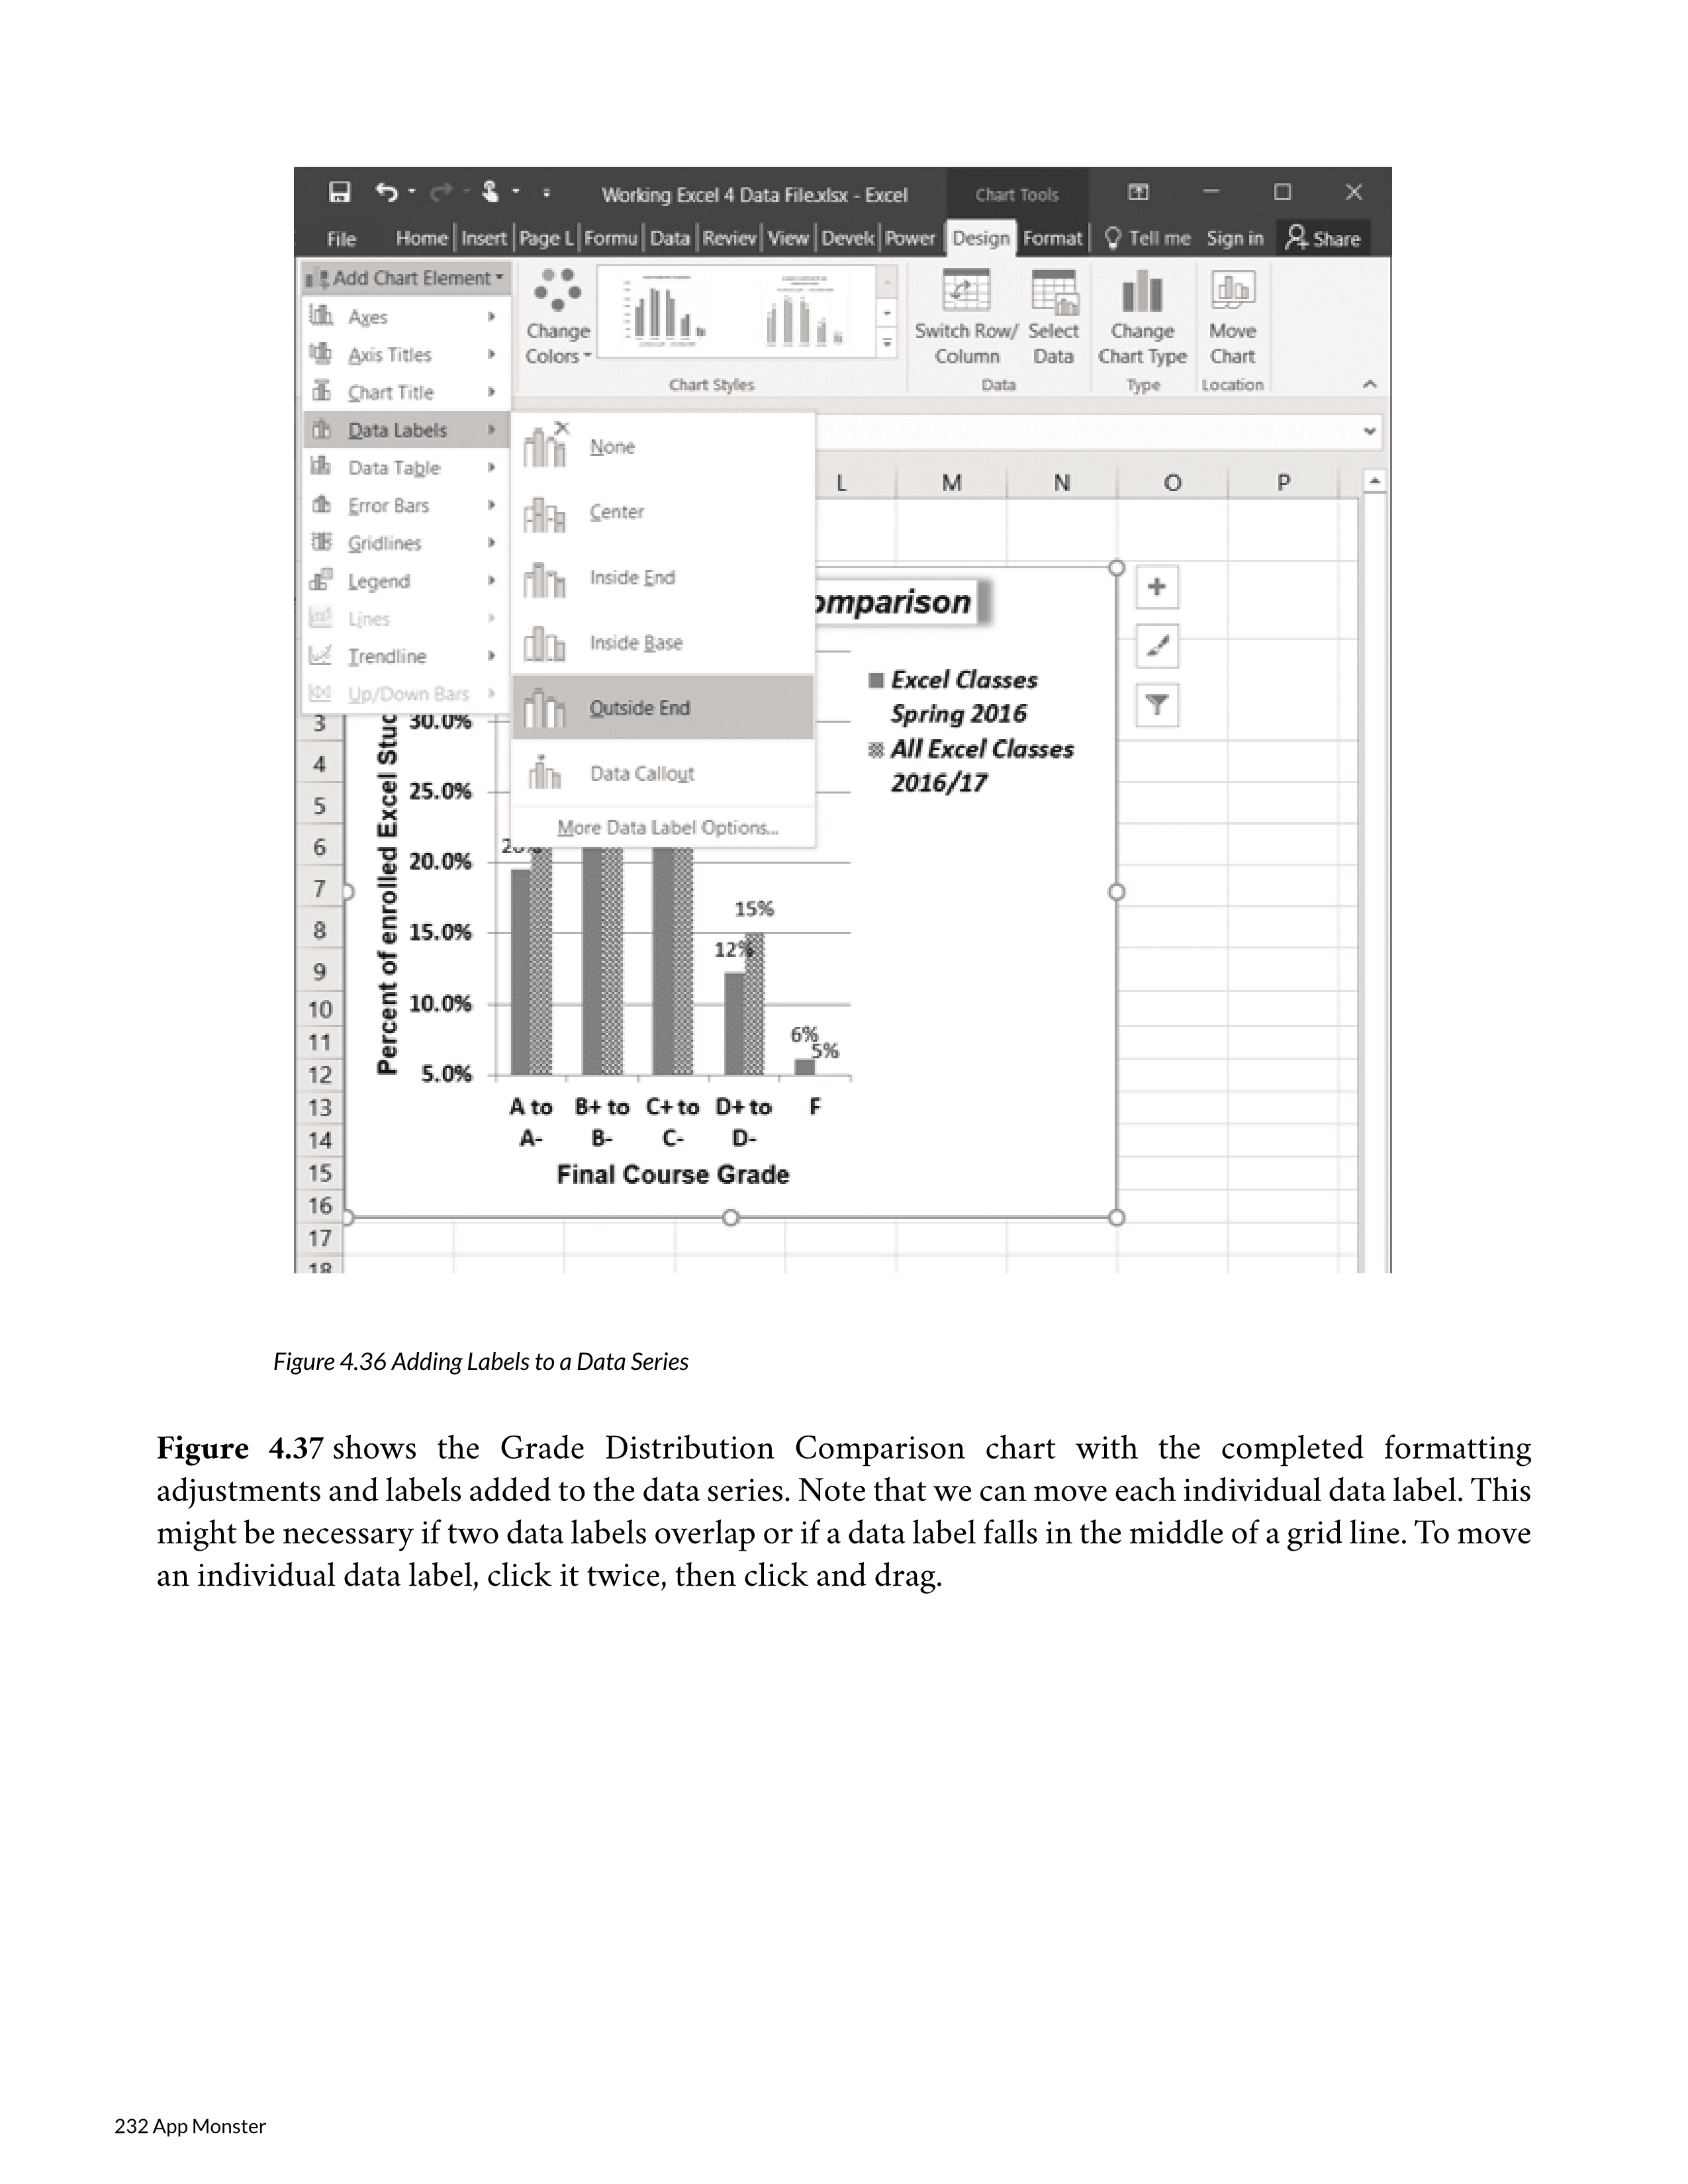 Working Excel 4 Data File.xlsx - Excel
Chart Tools
File Home Insert Page L Formu Data Reviev View Develc Power Design Format Tell me Sign in Share
Add Chart Element
Axes
Axis Titles
Chart Title
Data Labels
Data Table
Error Bars
Gridlines
Legend
Lines
Trendline
Up/Down Bars
Change
Colors
Chart Styles
Switch Row/
Column
Select
Data
Data
Change
Chart Type
Type
Move
Chart
Location
None
Center
Inside End
Inside Base
Outside End
Data Callout
More Data Label Options...
L M N O P
3
4
5
6
7
8
9
10
11
12
13
14
15
16
17
18
omparison
Excel Classes
Spring 2016
All Excel Classes
2016/17
Percent of enrolled Excel Stuc
30.0%
25.0%
20.0%
15.0%
10.0%
5.0%
15%
12%
6%
5%
A to
A-
B+ to
B-
C+ to
C-
D+ to
D-
F
Final Course Grade
Figure 4.36 Adding Labels to a Data Series
Figure 4.37 shows the Grade Distribution Comparison chart with the completed formatting
adjustments and labels added to the data series. Note that we can move each individual data label. This
might be necessary if two data labels overlap or if a data label falls in the middle of a grid line. To move
an individual data label, click it twice, then click and drag.
232 App Monster